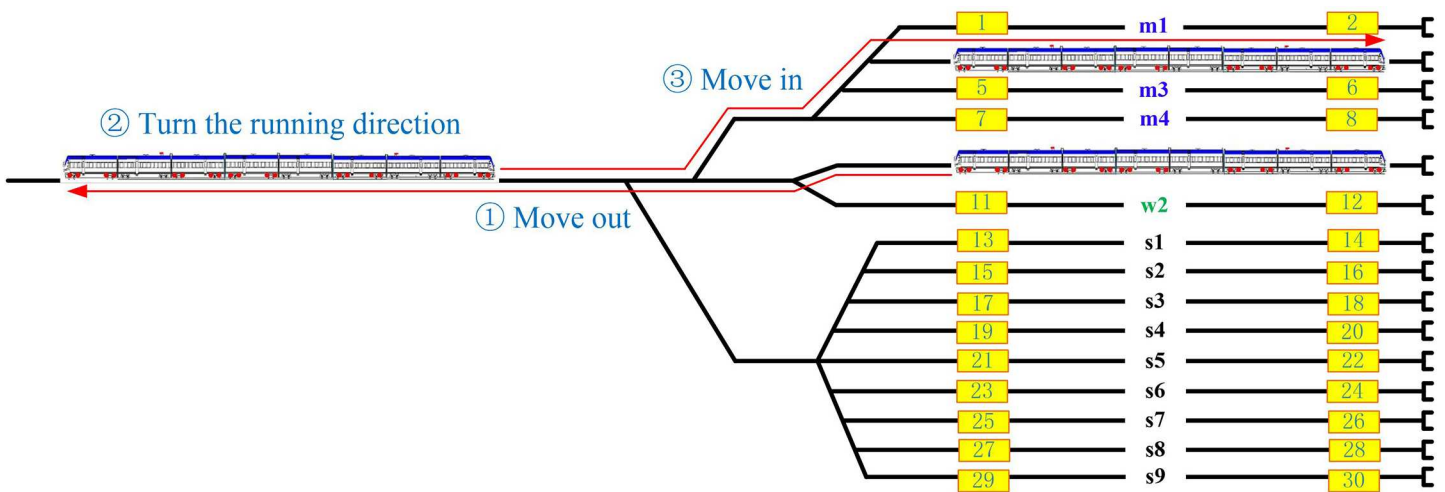 1 m1 2
③ Move in
5 m3 6
② Turn the running direction
7 m4 8
① Move out
11 w2 12
13 s1 14
15 s2 16
17 s3 18
19 s4 20
21 s5 22
23 s6 24
25 s7 26
27 s8 28
29 s9 30